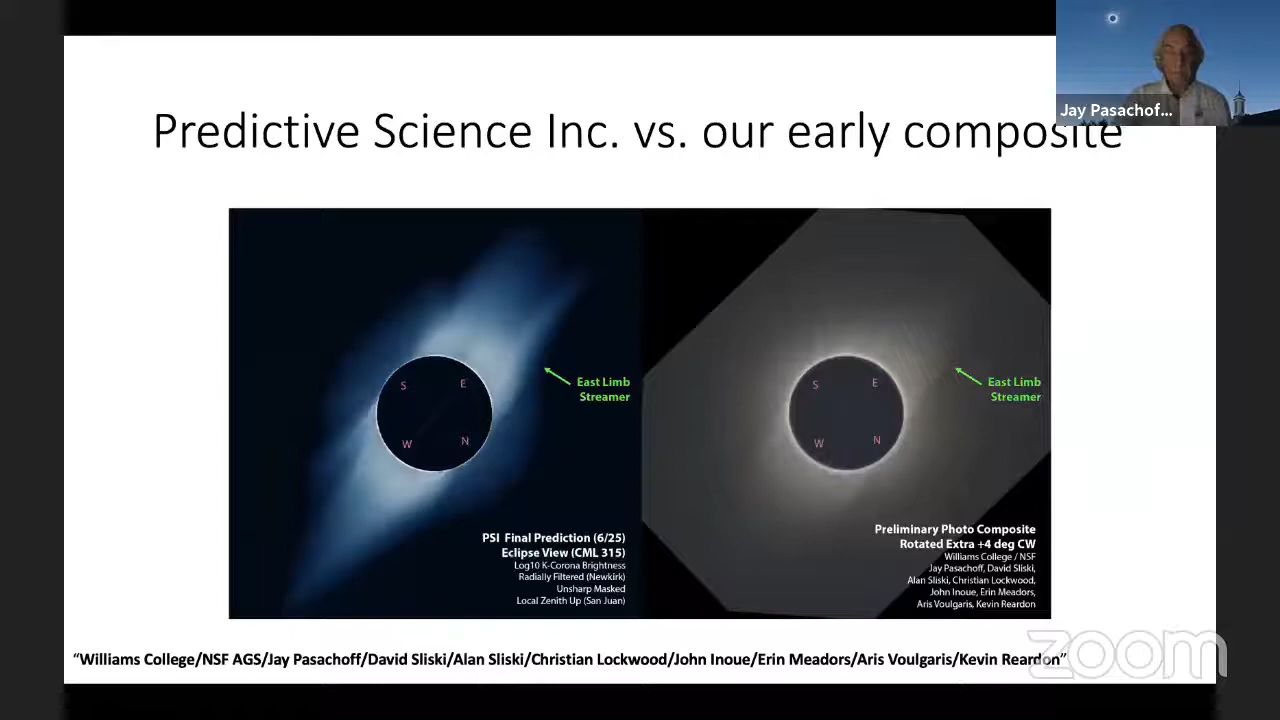 Jay Pasachof...
Predictive Science Inc. vs. our early composite
S
E
W
N
East Limb
Streamer
PSI Final Prediction (6/25)
Eclipse View (CML 315)
Log10 K-Corona Brightness
Radially Filtered (Newkirk)
Unsharp Masked
Local Zenith Up (San Juan)
S
E
W
N
East Limb
Streamer
Preliminary Photo Composite
Rotated Extra +4 deg CW
Williams College / NSF
Jay Pasachoff, David Sliski,
Alan Sliski, Christian Lockwood,
John Inoue, Erin Meadors,
Aris Voulgaris, Kevin Reardon
“Williams College/NSF AGS/Jay Pasachoff/David Sliski/Alan Sliski/Christian Lockwood/John Inoue/Erin Meadors/Aris Voulgaris/Kevin Reardon”
zoom